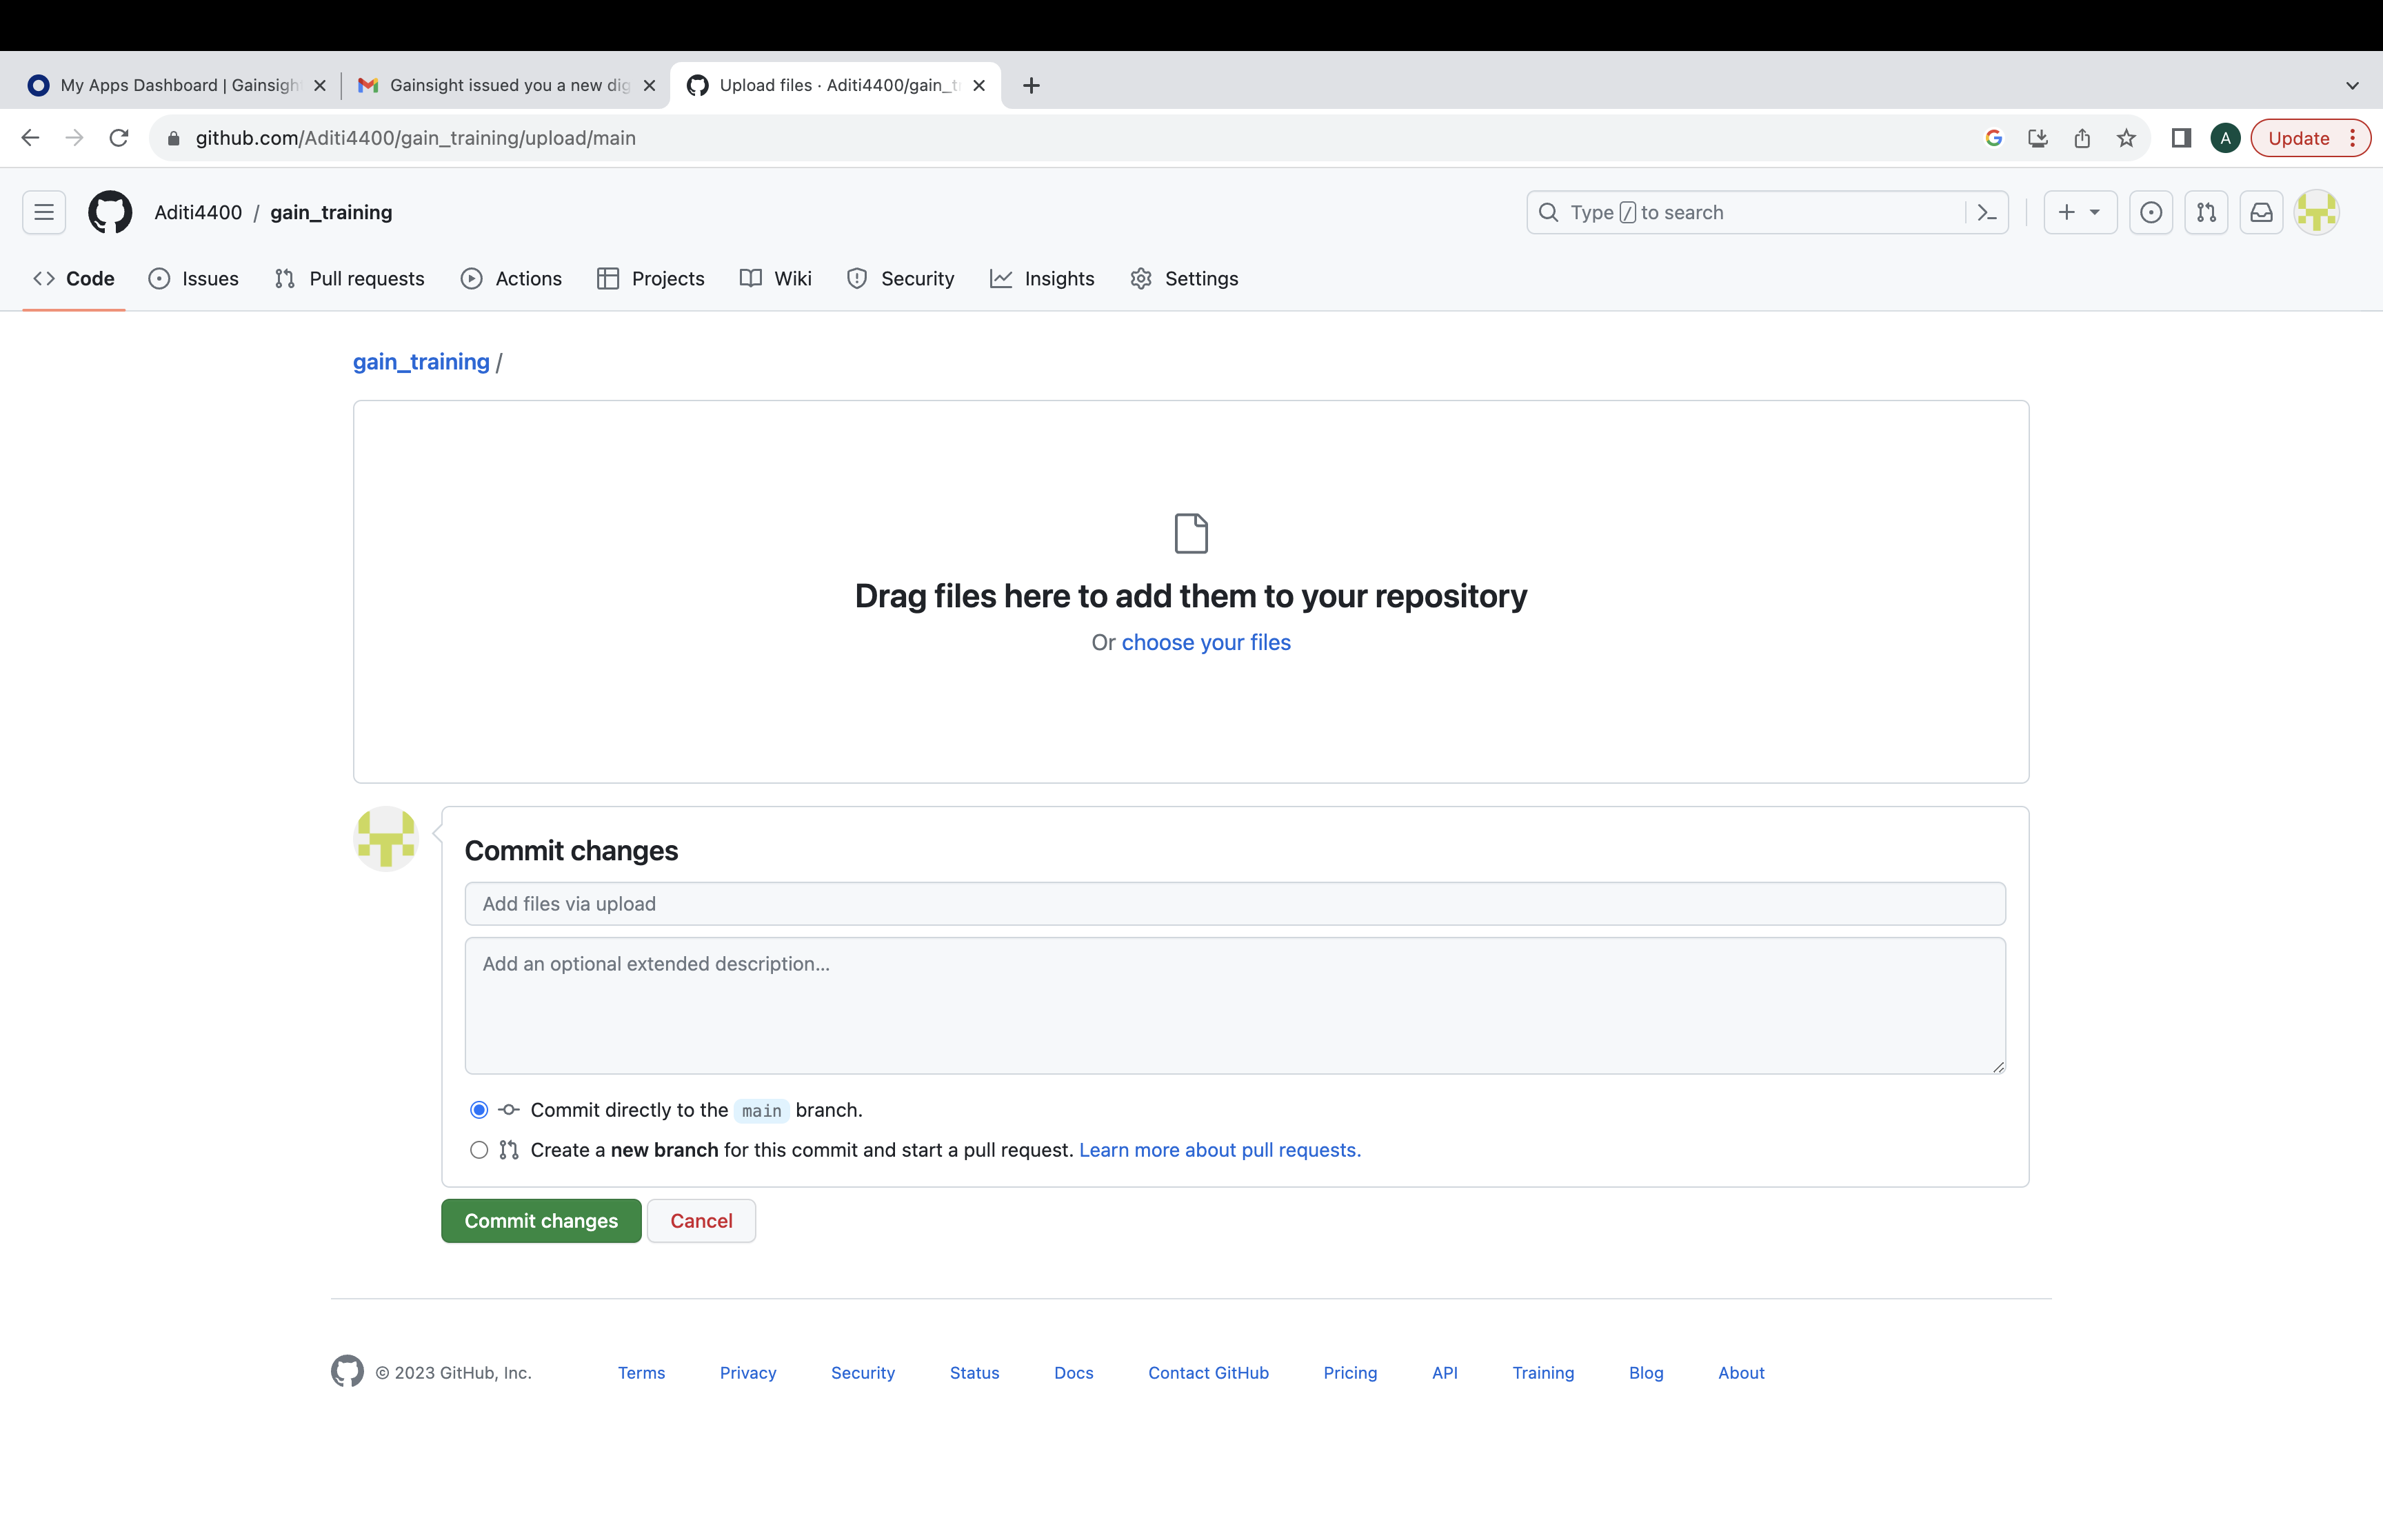 My Apps Dashboard | Gainsigh
Gainsight issued you a new dig
Upload files · Aditi4400/gain_t
github.com/Aditi4400/gain_training/upload/main
A
Update
Aditi4400 / gain_training
Type / to search
Code
Issues
Pull requests
Actions
Projects
Wiki
Security
Insights
Settings
gain_training /
Drag files here to add them to your repository
Or choose your files
Commit changes
Add files via upload
Add an optional extended description...
Commit directly to the main branch.
Create a new branch for this commit and start a pull request. Learn more about pull requests.
Commit changes
Cancel
© 2023 GitHub, Inc.
Terms
Privacy
Security
Status
Docs
Contact GitHub
Pricing
API
Training
Blog
About